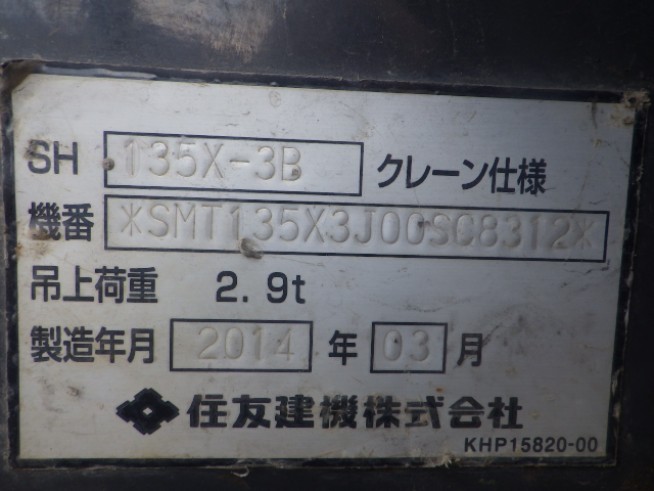 SH 135X-3B クレーン仕様
機番 *SMT135X3J00SC8312*
吊上荷重 2.9t
製造年月 2014 年 03 月
住友建機株式会社
KHP15820-00